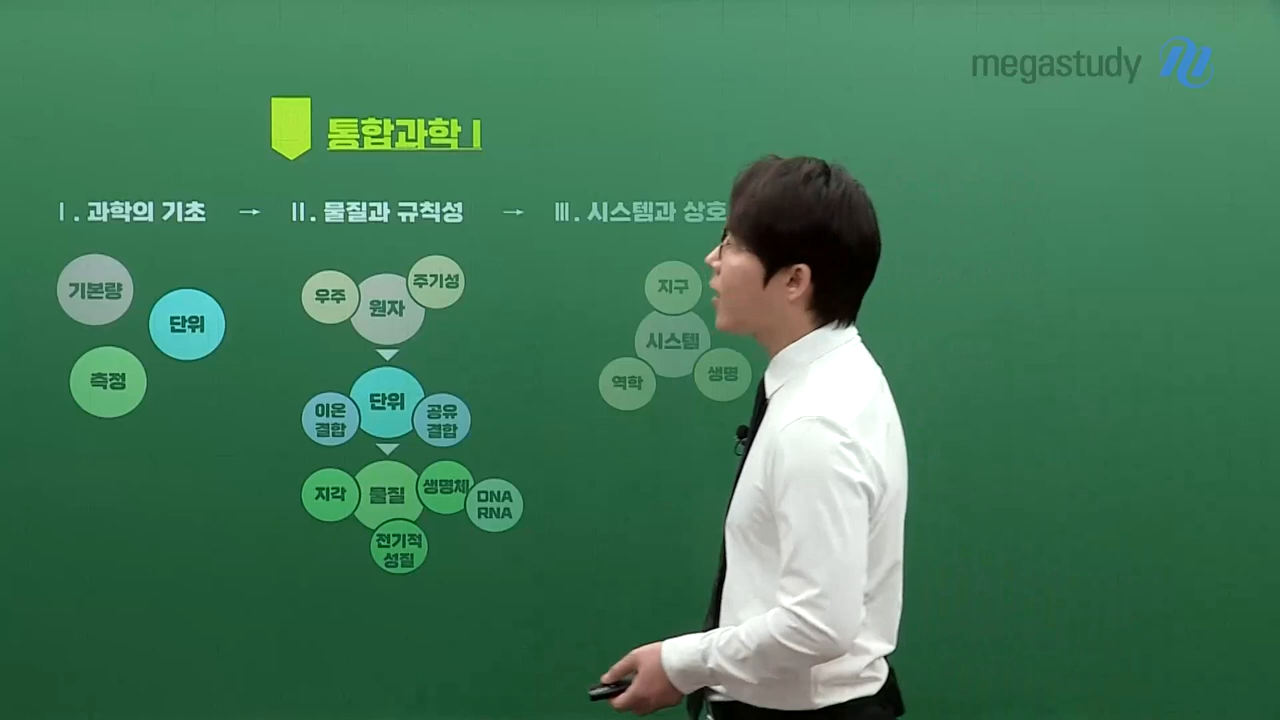 megastudy
통합과학 Ⅰ
Ⅰ. 과학의 기초 → Ⅱ. 물질과 규칙성 → Ⅲ. 시스템과 상호
기본량
단위
측정
우주
원자
주기성
이온
결합
단위
공유
결합
지각
물질
생명체
DNA
RNA
전기적
성질
지구
시스템
역학
생명